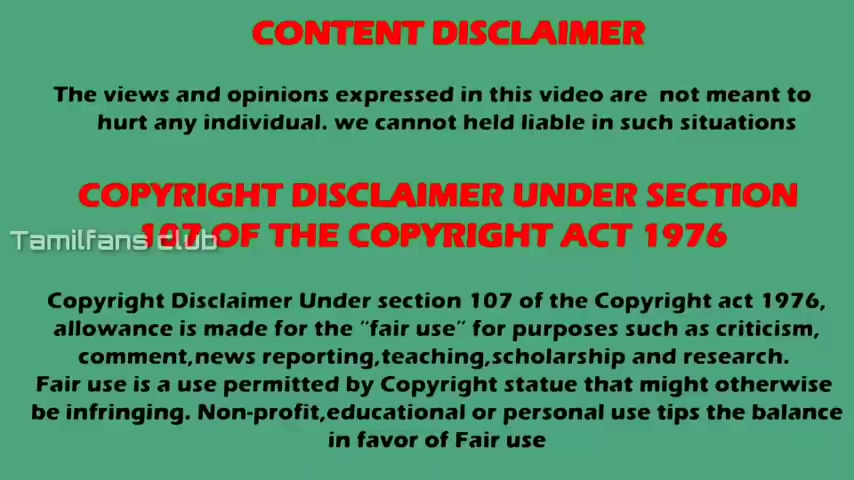 CONTENT DISCLAIMER
The views and opinions expressed in this video are not meant to
hurt any individual. we cannot held liable in such situations
COPYRIGHT DISCLAIMER UNDER SECTION
107 OF THE COPYRIGHT ACT 1976
Tamilfans club
Copyright Disclaimer Under section 107 of the Copyright act 1976,
allowance is made for the "fair use" for purposes such as criticism,
comment,news reporting,teaching,scholarship and research.
Fair use is a use permitted by Copyright statue that might otherwise
be infringing. Non-profit,educational or personal use tips the balance
in favor of Fair use